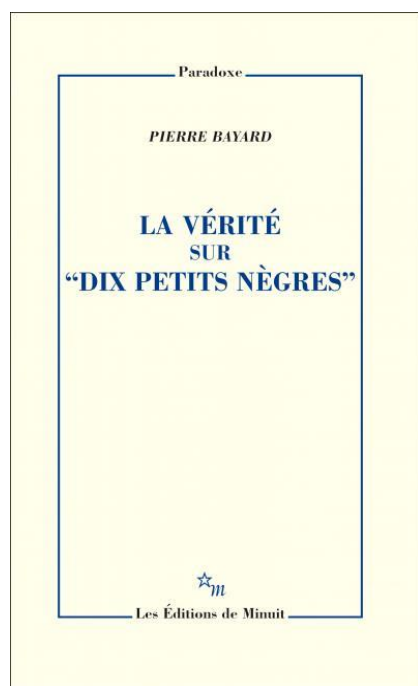 Paradoxe
PIERRE BAYARD
LA VÉRITÉ
SUR
“DIX PETITS NÈGRES”
m
Les Éditions de Minuit